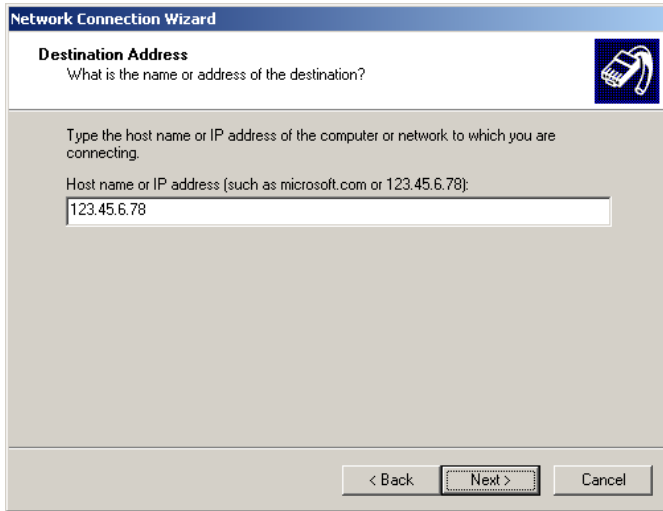 Network Connection Wizard
Destination Address
What is the name or address of the destination?
Type the host name or IP address of the computer or network to which you are
connecting.
Host name or IP address (such as microsoft.com or 123.45.6.78):
123.45.6.78
< Back
Next >
Cancel